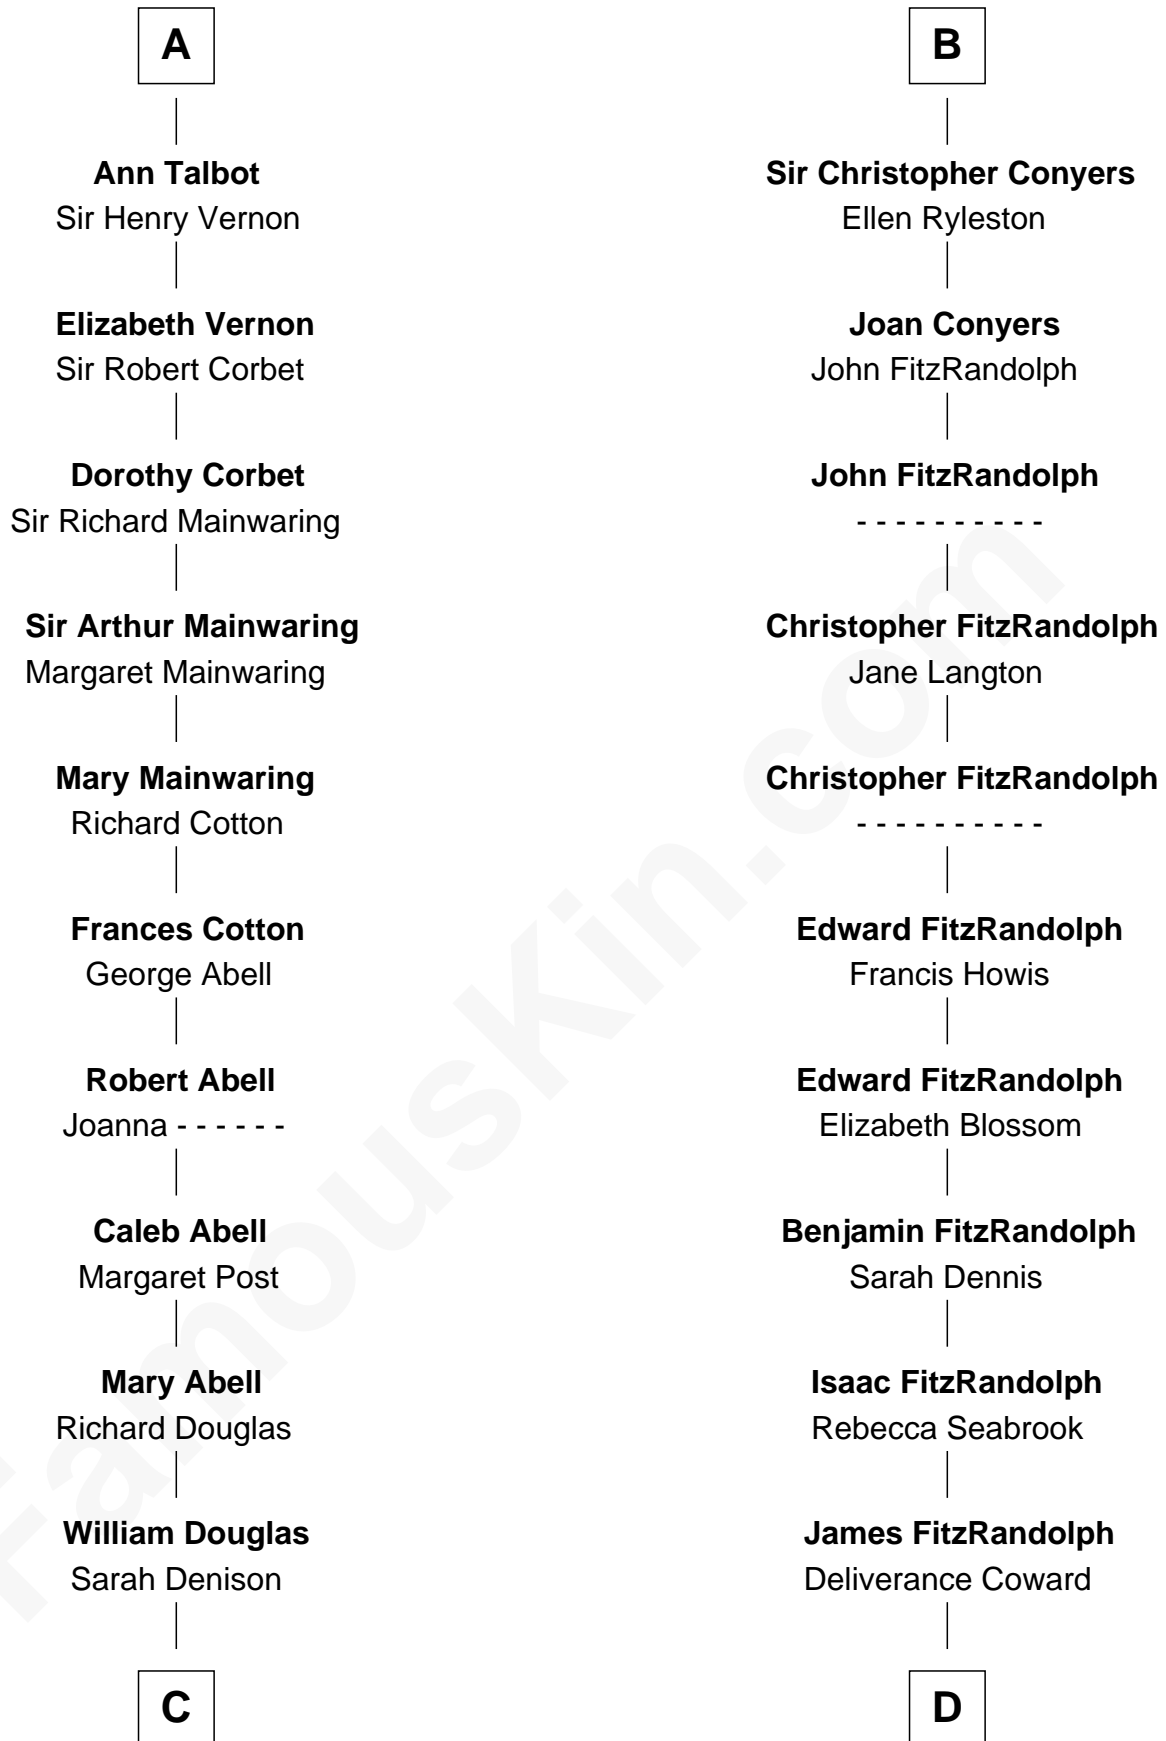 A
Ann Talbot
Sir Henry Vernon
Elizabeth Vernon
Sir Robert Corbet
Dorothy Corbet
Sir Richard Mainwaring
Sir Arthur Mainwaring
Margaret Mainwaring
Mary Mainwaring
Richard Cotton
Frances Cotton
George Abell
Robert Abell
Joanna - - - - - -
Caleb Abell
Margaret Post
Mary Abell
Richard Douglas
William Douglas
Sarah Denison
C
B
Sir Christopher Conyers
Ellen Ryleston
Joan Conyers
John FitzRandolph
John FitzRandolph
- - - - - - - - - -
Christopher FitzRandolph
Jane Langton
Christopher FitzRandolph
- - - - - - - - - -
Edward FitzRandolph
Francis Howis
Edward FitzRandolph
Elizabeth Blossom
Benjamin FitzRandolph
Sarah Dennis
Isaac FitzRandolph
Rebecca Seabrook
James FitzRandolph
Deliverance Coward
D
FamousKin.com